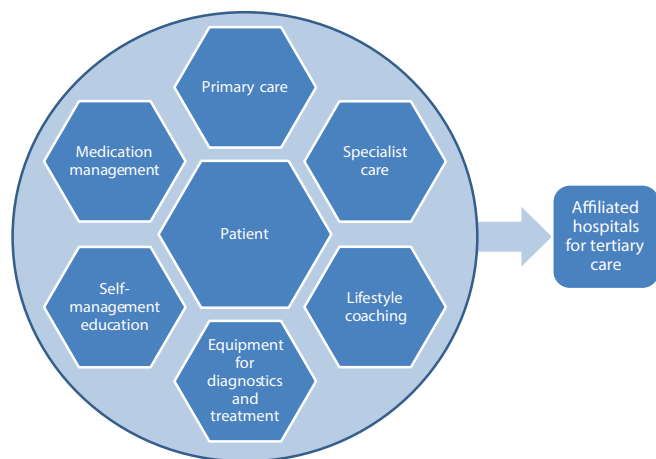 Primary care
Medication
management
Specialist
care
Patient
Affiliated
hospitals
for tertiary
care
Self-
management
education
Lifestyle
coaching
Equipment
for
diagnostics
and
treatment